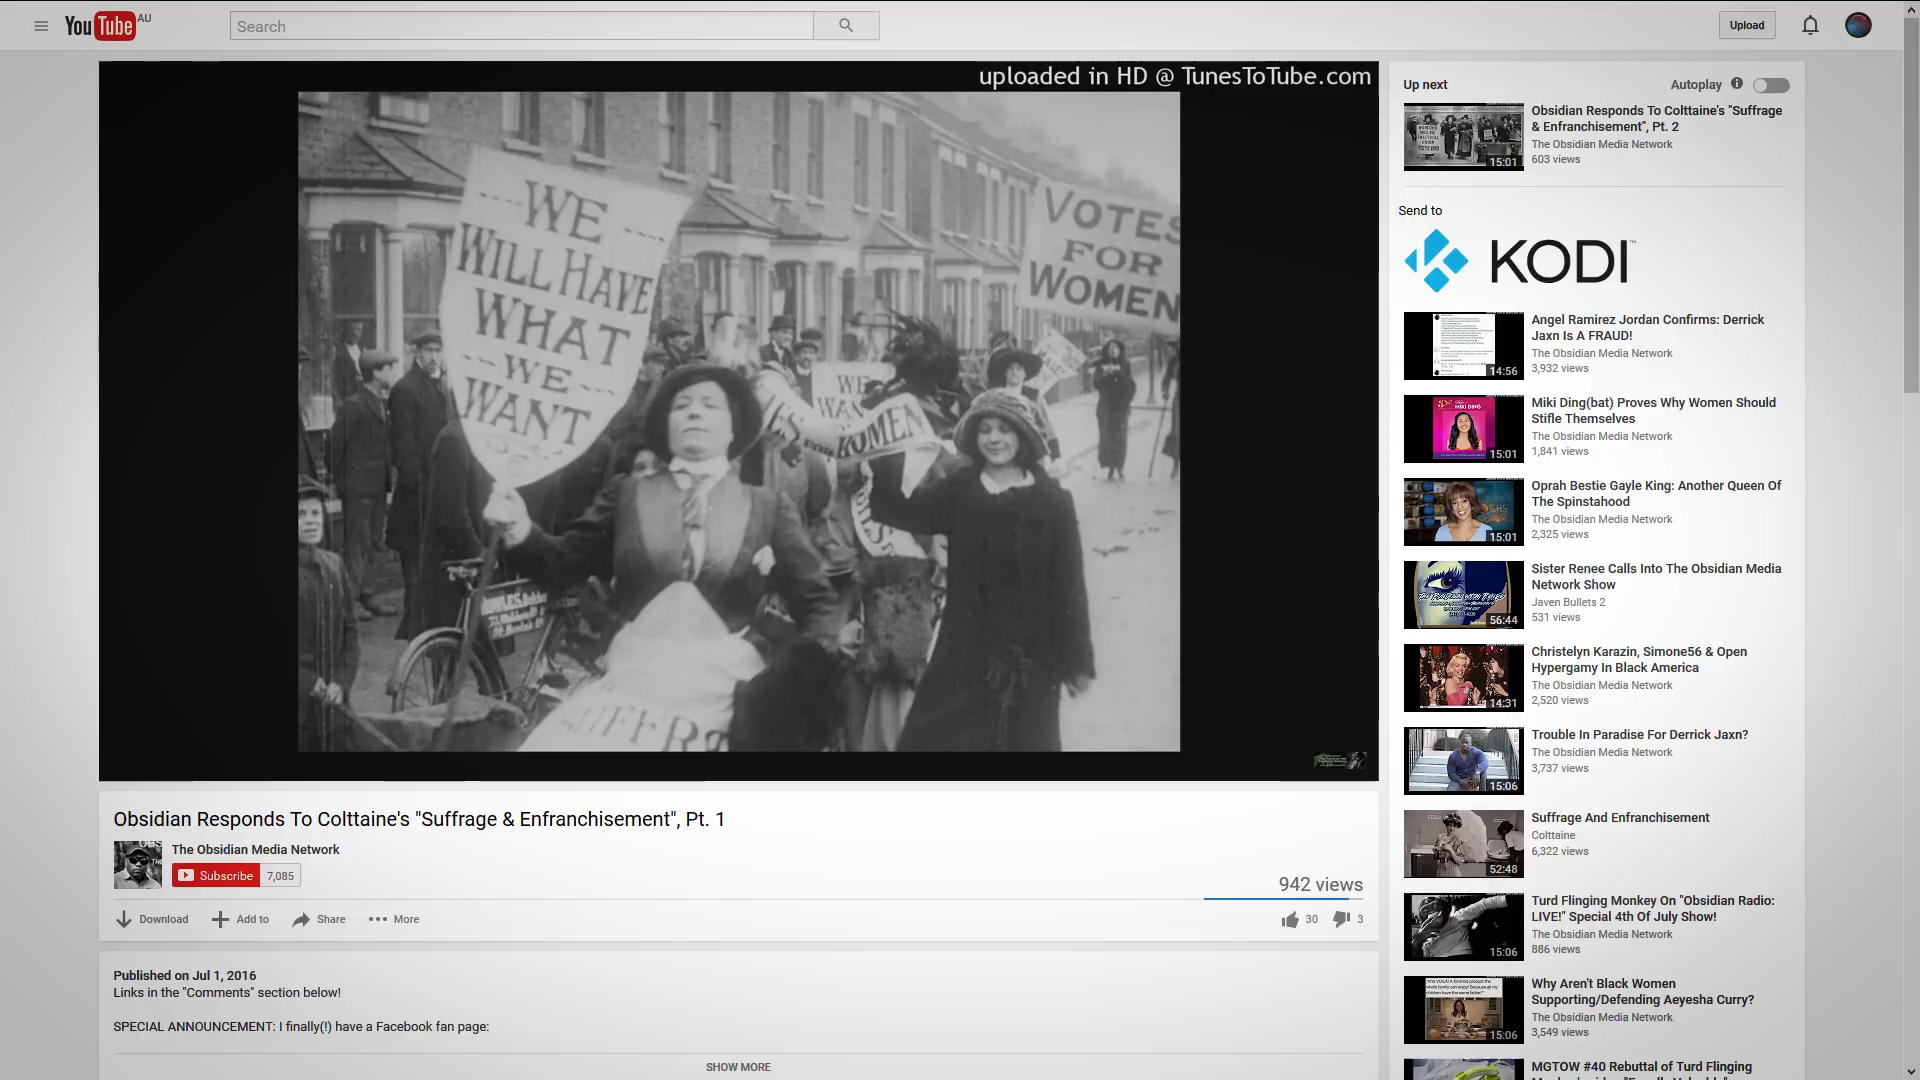 YouTube AU
Search
Upload
uploaded in HD @ TunesToTube.com
WE
WILL HAVE
WHAT
WE
WANT
VOTES
FOR
WOMEN
WE
WAN
FOR WOMEN
SUFFR
Obsidian Responds To Colttaine's "Suffrage & Enfranchisement", Pt. 1
The Obsidian Media Network
Subscribe 7,085
942 views
Download Add to Share More 30 3
Published on Jul 1, 2016
Links in the "Comments" section below!
SPECIAL ANNOUNCEMENT: I finally(!) have a Facebook fan page:
SHOW MORE
Up next Autoplay
Obsidian Responds To Colttaine's "Suffrage
& Enfranchisement", Pt. 2
The Obsidian Media Network
603 views
15:01
Send to
KODI™
Angel Ramirez Jordan Confirms: Derrick
Jaxn Is A FRAUD!
The Obsidian Media Network
3,932 views
14:56
Miki Ding(bat) Proves Why Women Should
Stifle Themselves
The Obsidian Media Network
1,841 views
MIKI DING
15:01
Oprah Bestie Gayle King: Another Queen Of
The Spinstahood
The Obsidian Media Network
2,325 views
15:01
Sister Renee Calls Into The Obsidian Media
Network Show
Javen Bullets 2
531 views
56:44
Christelyn Karazin, Simone56 & Open
Hypergamy In Black America
The Obsidian Media Network
2,520 views
14:31
Trouble In Paradise For Derrick Jaxn?
The Obsidian Media Network
3,737 views
15:06
Suffrage And Enfranchisement
Colttaine
6,322 views
52:48
Turd Flinging Monkey On "Obsidian Radio:
LIVE!" Special 4th Of July Show!
The Obsidian Media Network
886 views
15:06
Why Aren't Black Women
Supporting/Defending Aeyesha Curry?
The Obsidian Media Network
3,549 views
15:06
MGTOW #40 Rebuttal of Turd Flinging